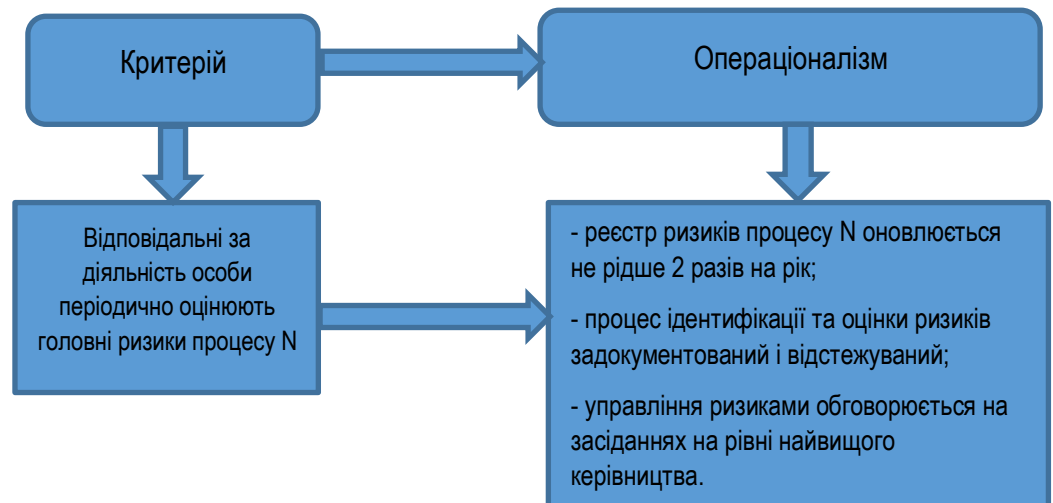 Критерій
Операціоналізм
Відповідальні за
діяльність особи
періодично оцінюють
головні ризики процесу N
- реєстр ризиків процесу N оновлюється
не рідше 2 разів на рік;
- процес ідентифікації та оцінки ризиків
задокументований і відстежуваний;
- управління ризиками обговорюється на
засіданнях на рівні найвищого
керівництва.